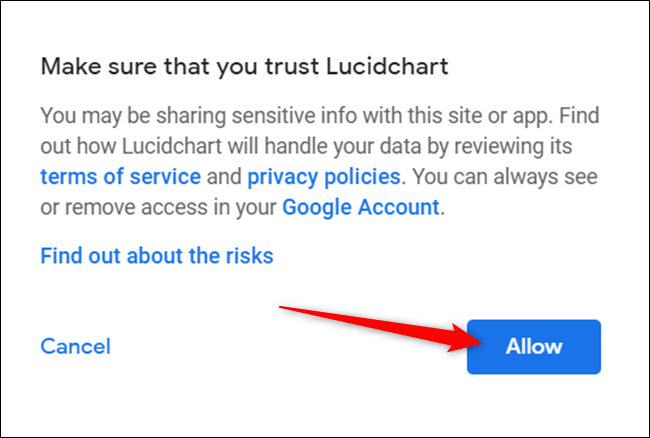 Make sure that you trust Lucidchart
You may be sharing sensitive info with this site or app. Find
out how Lucidchart will handle your data by reviewing its
terms of service and privacy policies. You can always see
or remove access in your Google Account.
Find out about the risks
Cancel
Allow